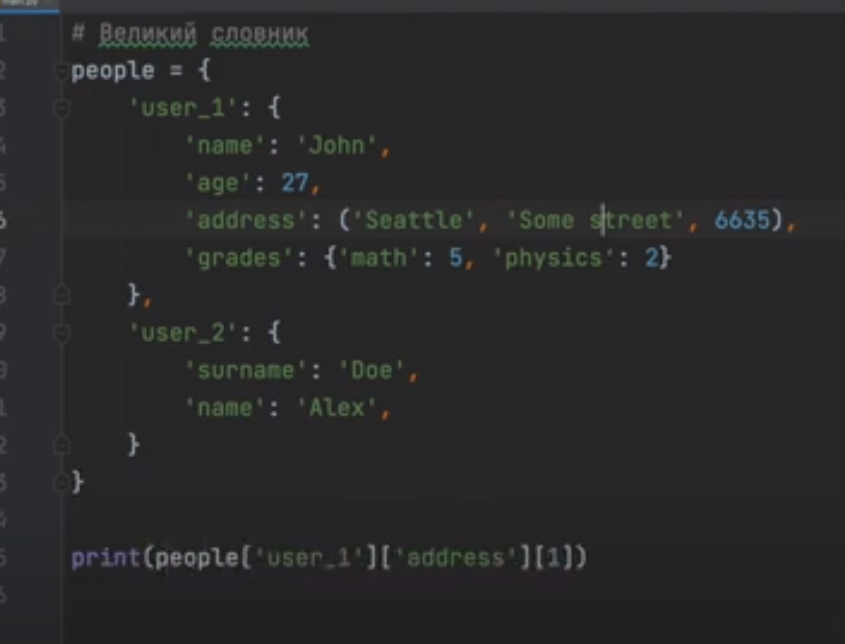 # Великий словник
people = {
    'user_1': {
        'name': 'John',
        'age': 27,
        'address': ('Seattle', 'Some street', 6635),
        'grades': {'math': 5, 'physics': 2}
    },
    'user_2': {
        'surname': 'Doe',
        'name': 'Alex',
    }
}
print(people['user_1']['address'][1])